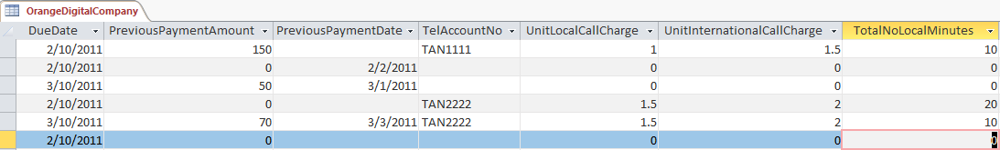 OrangeDigitalCompany
DueDate PreviousPaymentAmount PreviousPaymentDate TelAccountNo UnitLocalCallCharge UnitInternationalCallCharge TotalNoLocalMinutes
2/10/2011 150 TAN1111 1 1.5 10
2/10/2011 0 2/2/2011 0 0 0
3/10/2011 50 3/1/2011 0 0 0
2/10/2011 0 TAN2222 1.5 2 20
3/10/2011 70 3/3/2011 TAN2222 1.5 2 10
2/10/2011 0 0 0 0